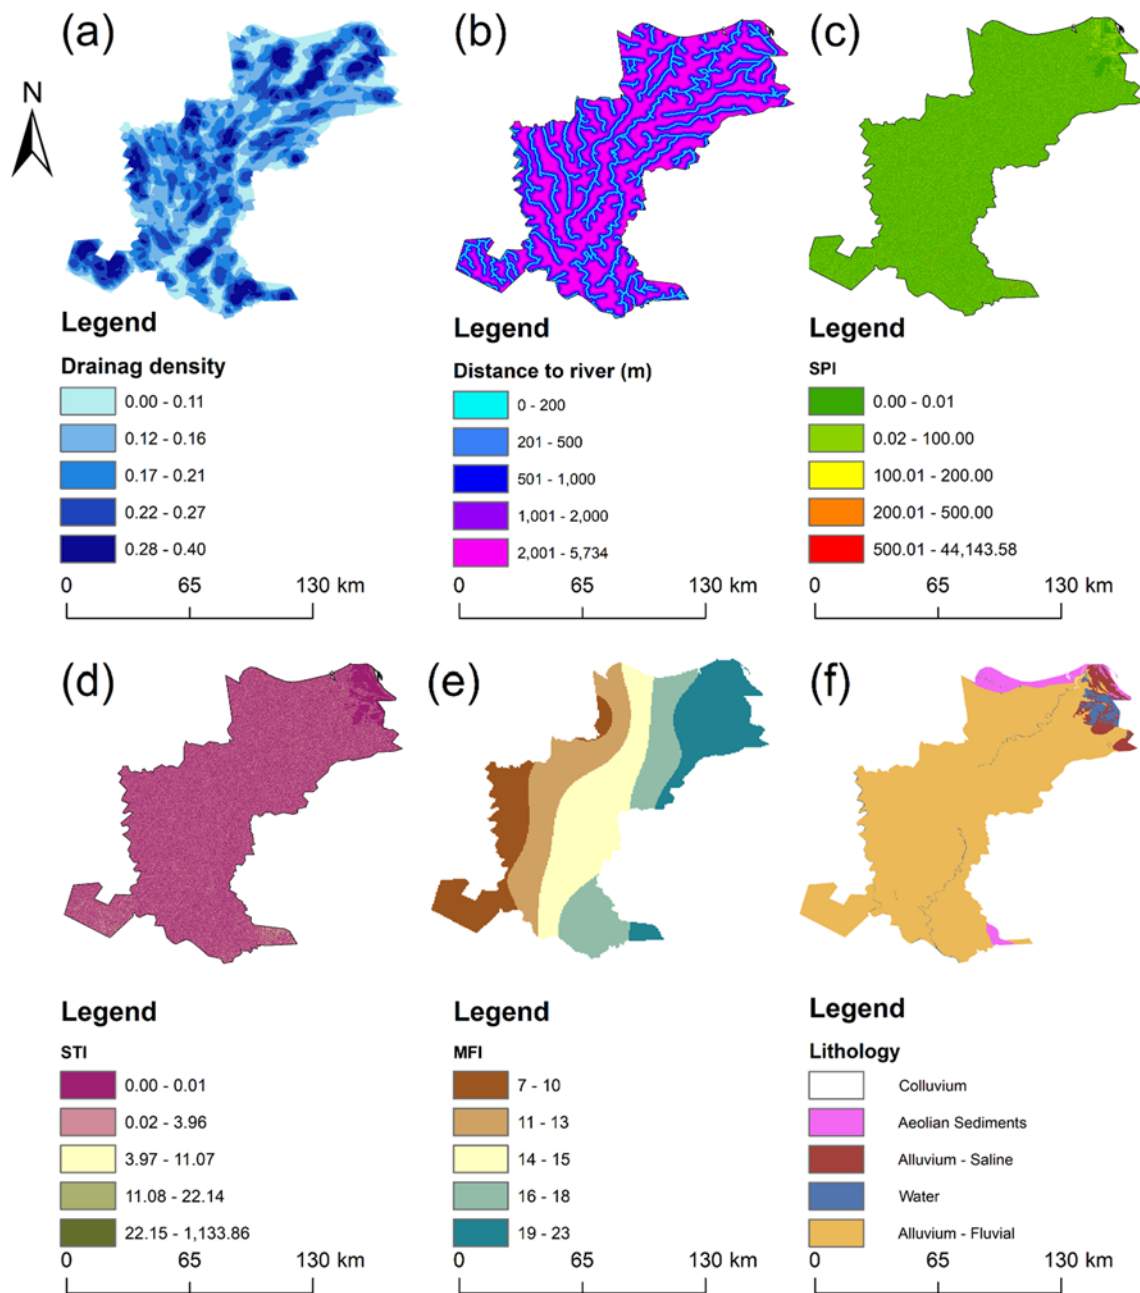 (a)
(b)
(c)
N
Legend
Drainag density
0.00 - 0.11
0.12 - 0.16
0.17 - 0.21
0.22 - 0.27
0.28 - 0.40
0 65 130 km
Legend
Distance to river (m)
0 - 200
201 - 500
501 - 1,000
1,001 - 2,000
2,001 - 5,734
0 65 130 km
Legend
SPI
0.00 - 0.01
0.02 - 100.00
100.01 - 200.00
200.01 - 500.00
500.01 - 44,143.58
0 65 130 km
(d)
(e)
(f)
Legend
STI
0.00 - 0.01
0.02 - 3.96
3.97 - 11.07
11.08 - 22.14
22.15 - 1,133.86
0 65 130 km
Legend
MFI
7 - 10
11 - 13
14 - 15
16 - 18
19 - 23
0 65 130 km
Legend
Lithology
Colluvium
Aeolian Sediments
Alluvium - Saline
Water
Alluvium - Fluvial
0 65 130 km